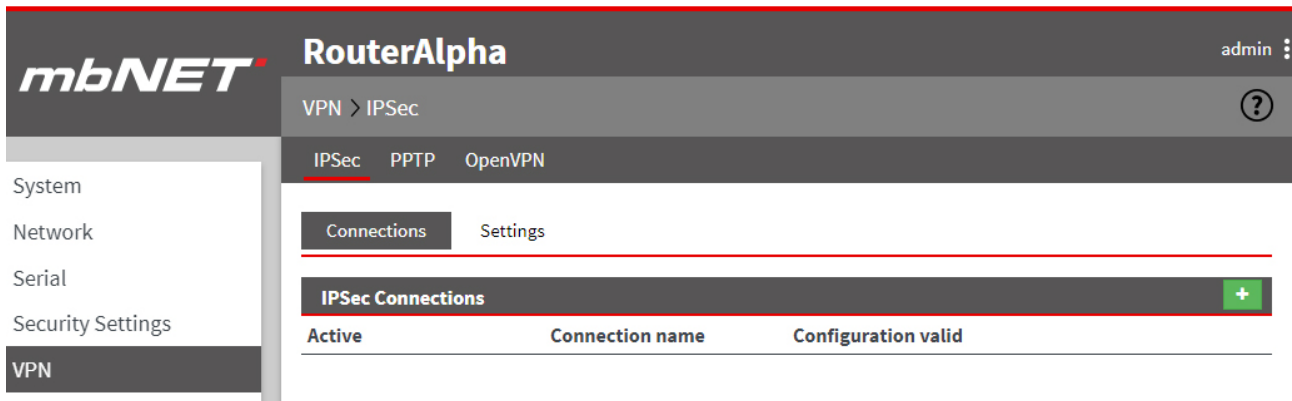 mbNET
RouterAlpha
admin
VPN > IPSec
?
IPSec PPTP OpenVPN
System
Network
Serial
Security Settings
VPN
Connections Settings
IPSec Connections +
Active Connection name Configuration valid